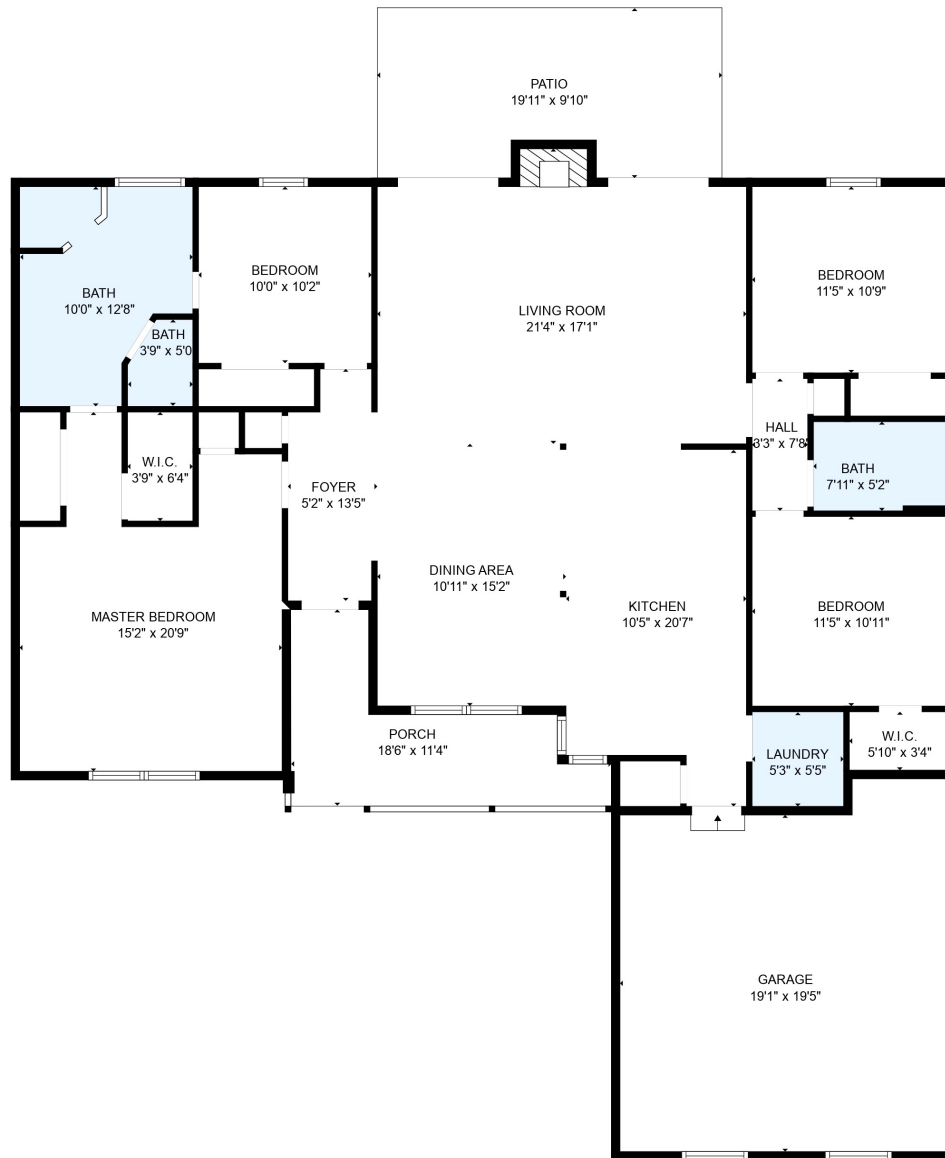 PATIO
19'11" x 9'10"
BATH
10'0" x 12'8"
BATH
3'9" x 5'0
BEDROOM
10'0" x 10'2"
LIVING ROOM
21'4" x 17'1"
BEDROOM
11'5" x 10'9"
HALL
3'3" x 7'8"
BATH
7'11" x 5'2"
W.I.C.
3'9" x 6'4"
FOYER
5'2" x 13'5"
DINING AREA
10'11" x 15'2"
KITCHEN
10'5" x 20'7"
BEDROOM
11'5" x 10'11"
MASTER BEDROOM
15'2" x 20'9"
PORCH
18'6" x 11'4"
LAUNDRY
5'3" x 5'5"
W.I.C.
5'10" x 3'4"
GARAGE
19'1" x 19'5"